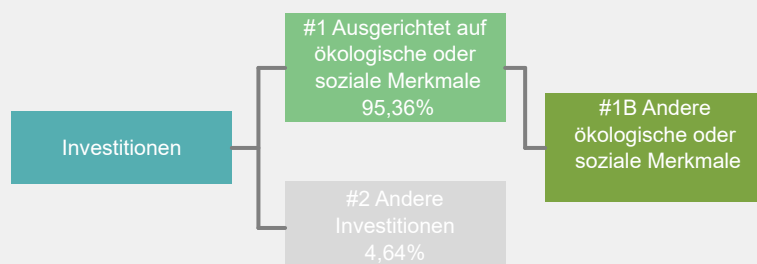 #1 Ausgerichtet auf
ökologische oder
soziale Merkmale
95,36%
Investitionen
#1B Andere
ökologische oder
soziale Merkmale
#2 Andere
Investitionen
4,64%